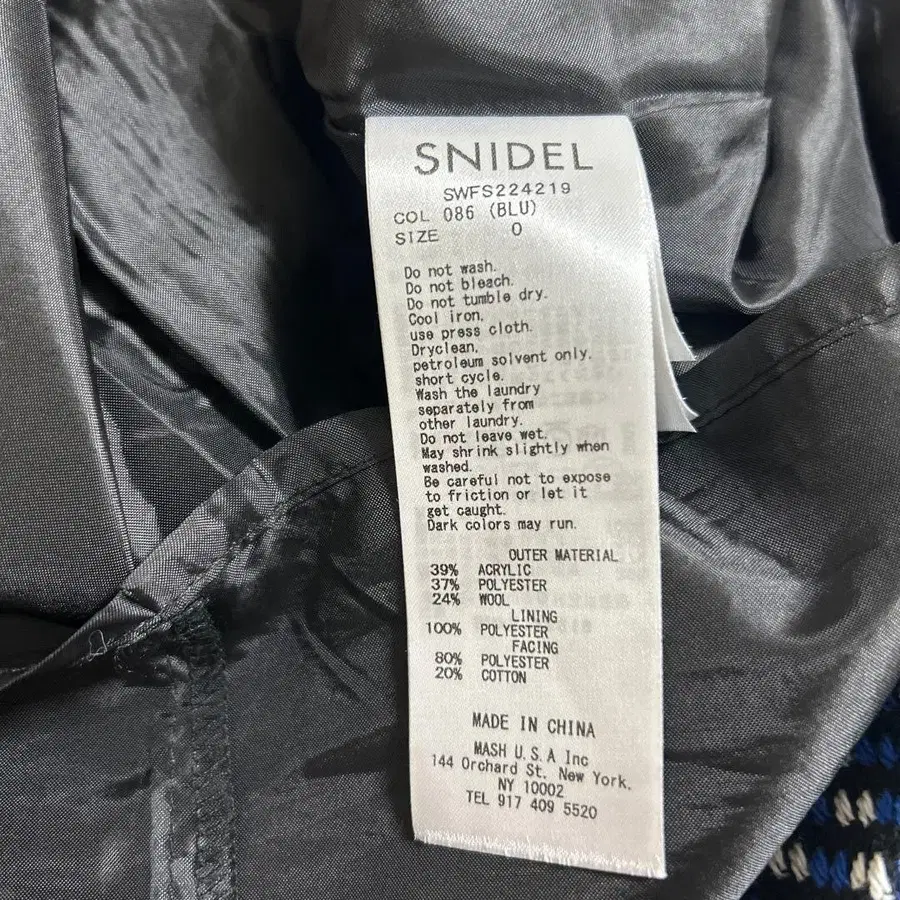 SNIDEL
SWFS224219
COL 086 (BLU)
SIZE 0
Do not wash.
Do not bleach.
Do not tumble dry.
Cool iron.
use press cloth.
Dryclean,
petroleum solvent only.
short cycle.
Wash the laundry
separately from
other laundry.
Do not leave wet.
May shrink slightly when
washed.
Be careful not to expose
to friction or let it
get caught.
Dark colors may run.
OUTER MATERIAL
39% ACRYLIC
37% POLYESTER
24% WOOL
LINING
100% POLYESTER
FACING
80% POLYESTER
20% COTTON
MADE IN CHINA
MASH U.S.A Inc
144 Orchard St. New York.
NY 10002
TEL 917 409 5520